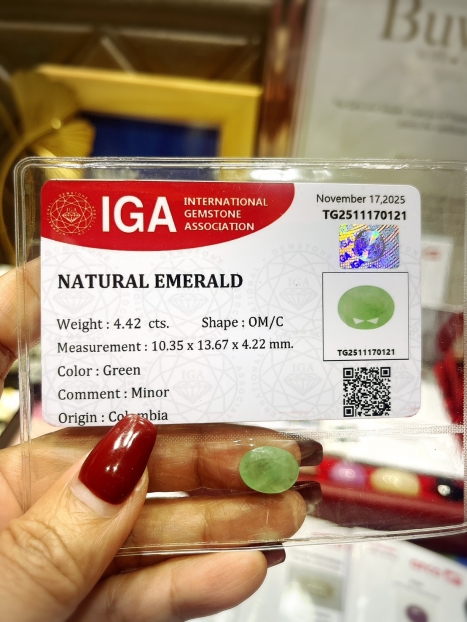 IGA
INTERNATIONAL
GEMSTONE
ASSOCIATION
November 17,2025
TG2511170121
NATURAL EMERALD
Weight : 4.42 cts. Shape : OM/C
Measurement : 10.35 x 13.67 x 4.22 mm.
Color : Green
Comment : Minor
Origin : Colombia
TG2511170121